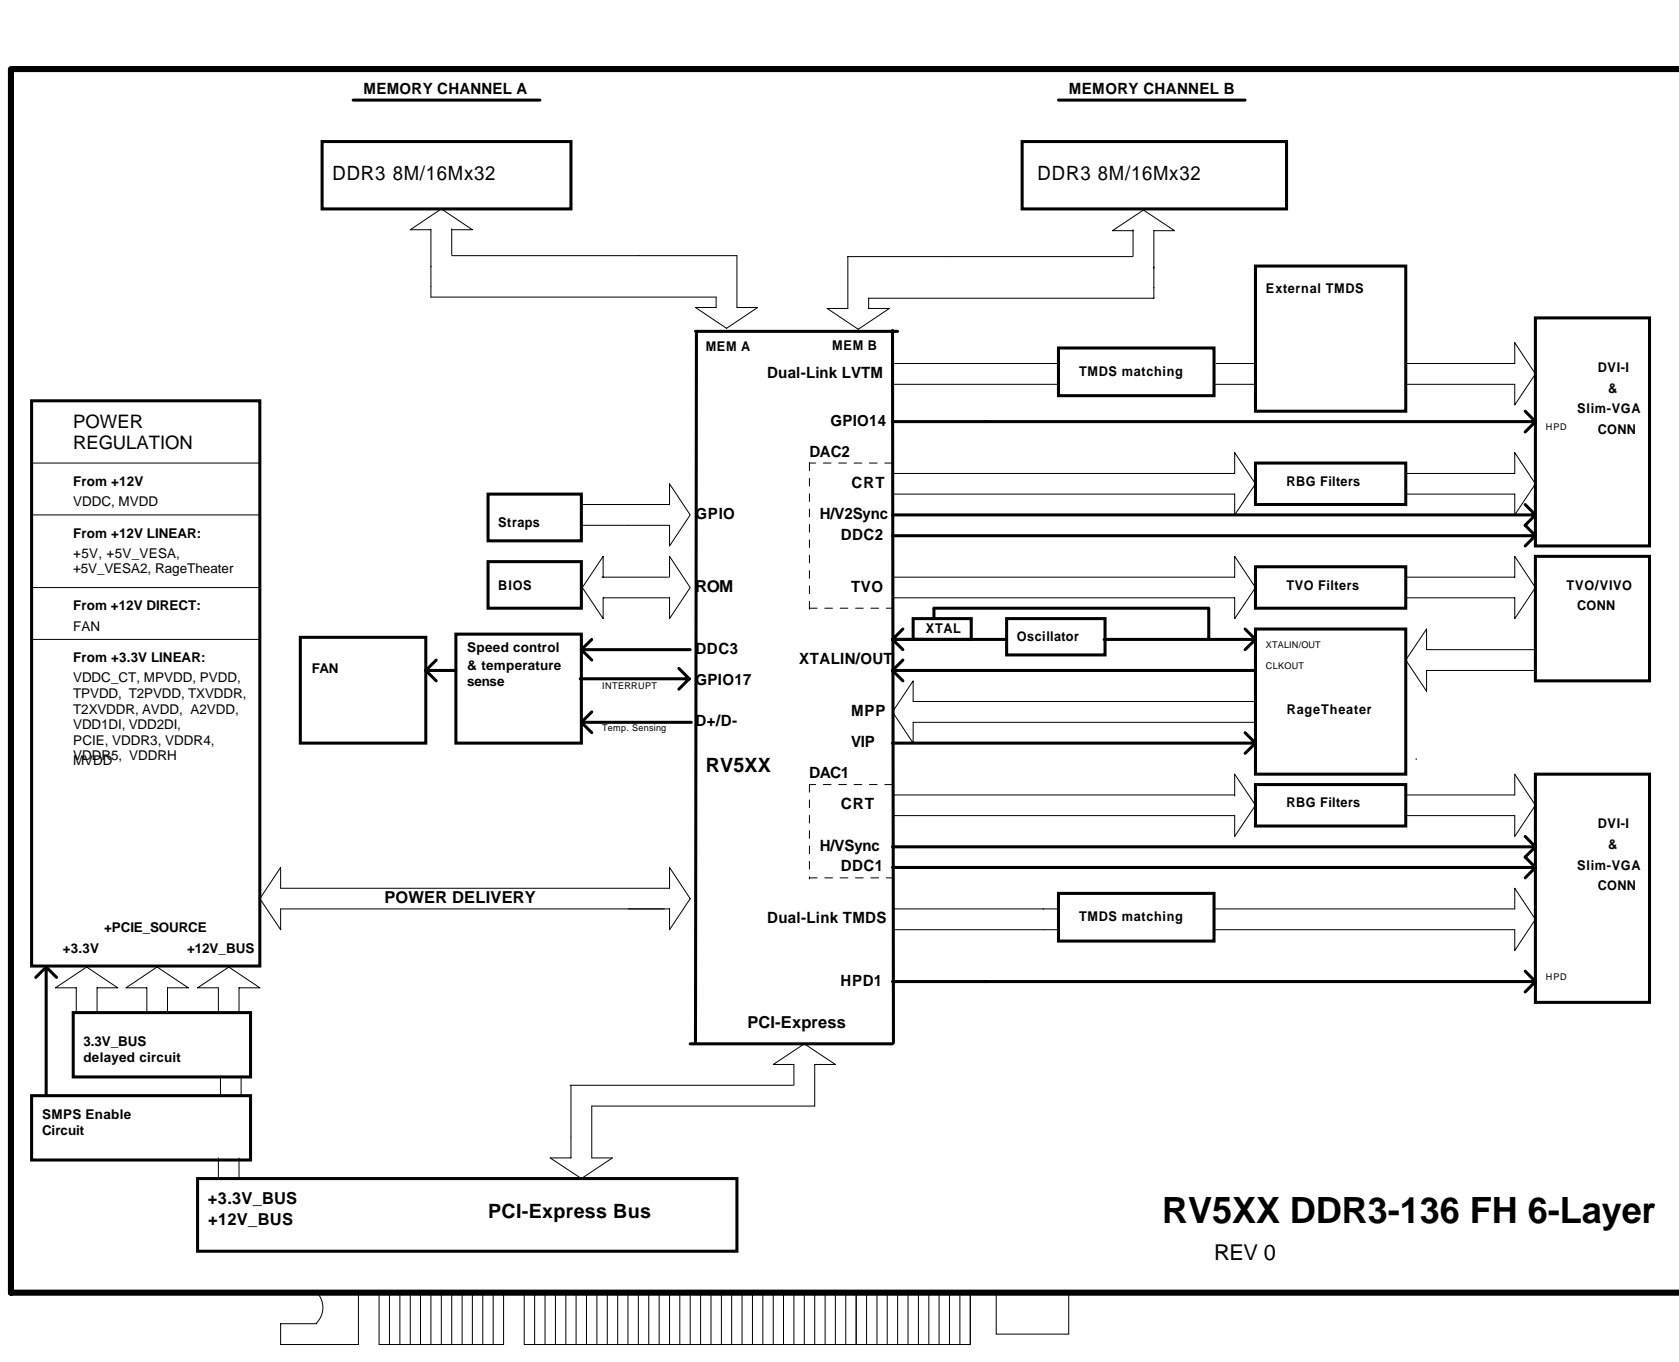 MEMORY CHANNEL A
MEMORY CHANNEL B
DDR3 8M/16Mx32
DDR3 8M/16Mx32
External TMDS
MEM A
MEM B
Dual-Link LVTM
TMDS matching
DVI-I
&
Slim-VGA
CONN
HPD
GPIO14
DAC2
CRT
RBG Filters
H/V2Sync
DDC2
TVO
TVO Filters
TVO/VIVO
CONN
POWER
REGULATION
From +12V
VDDC, MVDD
From +12V LINEAR:
+5V, +5V_VESA,
+5V_VESA2, RageTheater
From +12V DIRECT:
FAN
From +3.3V LINEAR:
VDDC_CT, MPVDD, PVDD,
TPVDD, T2PVDD, TXVDDR,
T2XVDDR, AVDD, A2VDD,
VDD1DI, VDD2DI,
PCIE, VDDR3, VDDR4,
VDDR5, VDDRH
MVDD
+PCIE_SOURCE
+3.3V
+12V_BUS
Straps
GPIO
BIOS
ROM
FAN
Speed control
& temperature
sense
DDC3
INTERRUPT
GPIO17
Temp. Sensing
D+/D-
RV5XX
XTAL
Oscillator
XTALIN/OUT
XTALIN/OUT
CLKOUT
MPP
RageTheater
VIP
DAC1
CRT
RBG Filters
H/VSync
DDC1
DVI-I
&
Slim-VGA
CONN
POWER DELIVERY
Dual-Link TMDS
TMDS matching
HPD1
HPD
PCI-Express
3.3V_BUS
delayed circuit
SMPS Enable
Circuit
+3.3V_BUS
+12V_BUS
PCI-Express Bus
RV5XX DDR3-136 FH 6-Layer
REV 0